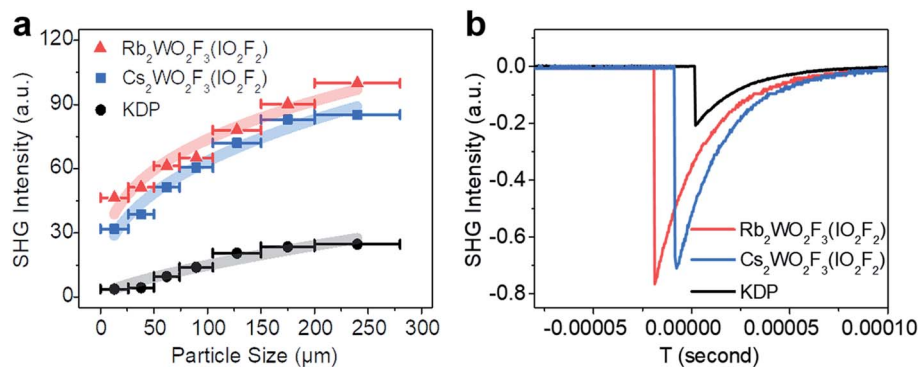 a
SHG Intensity (a.u.)
120
90
60
30
0
Rb₂WO₂F₃(IO₂F₂)
Cs₂WO₂F₃(IO₂F₂)
KDP
0 50 100 150 200 250 300
Particle Size (µm)
b
SHG Intensity (a.u.)
0.0
-0.2
-0.4
-0.6
-0.8
Rb₂WO₂F₃(IO₂F₂)
Cs₂WO₂F₃(IO₂F₂)
KDP
-0.00005 0.00000 0.00005 0.00010
T (second)